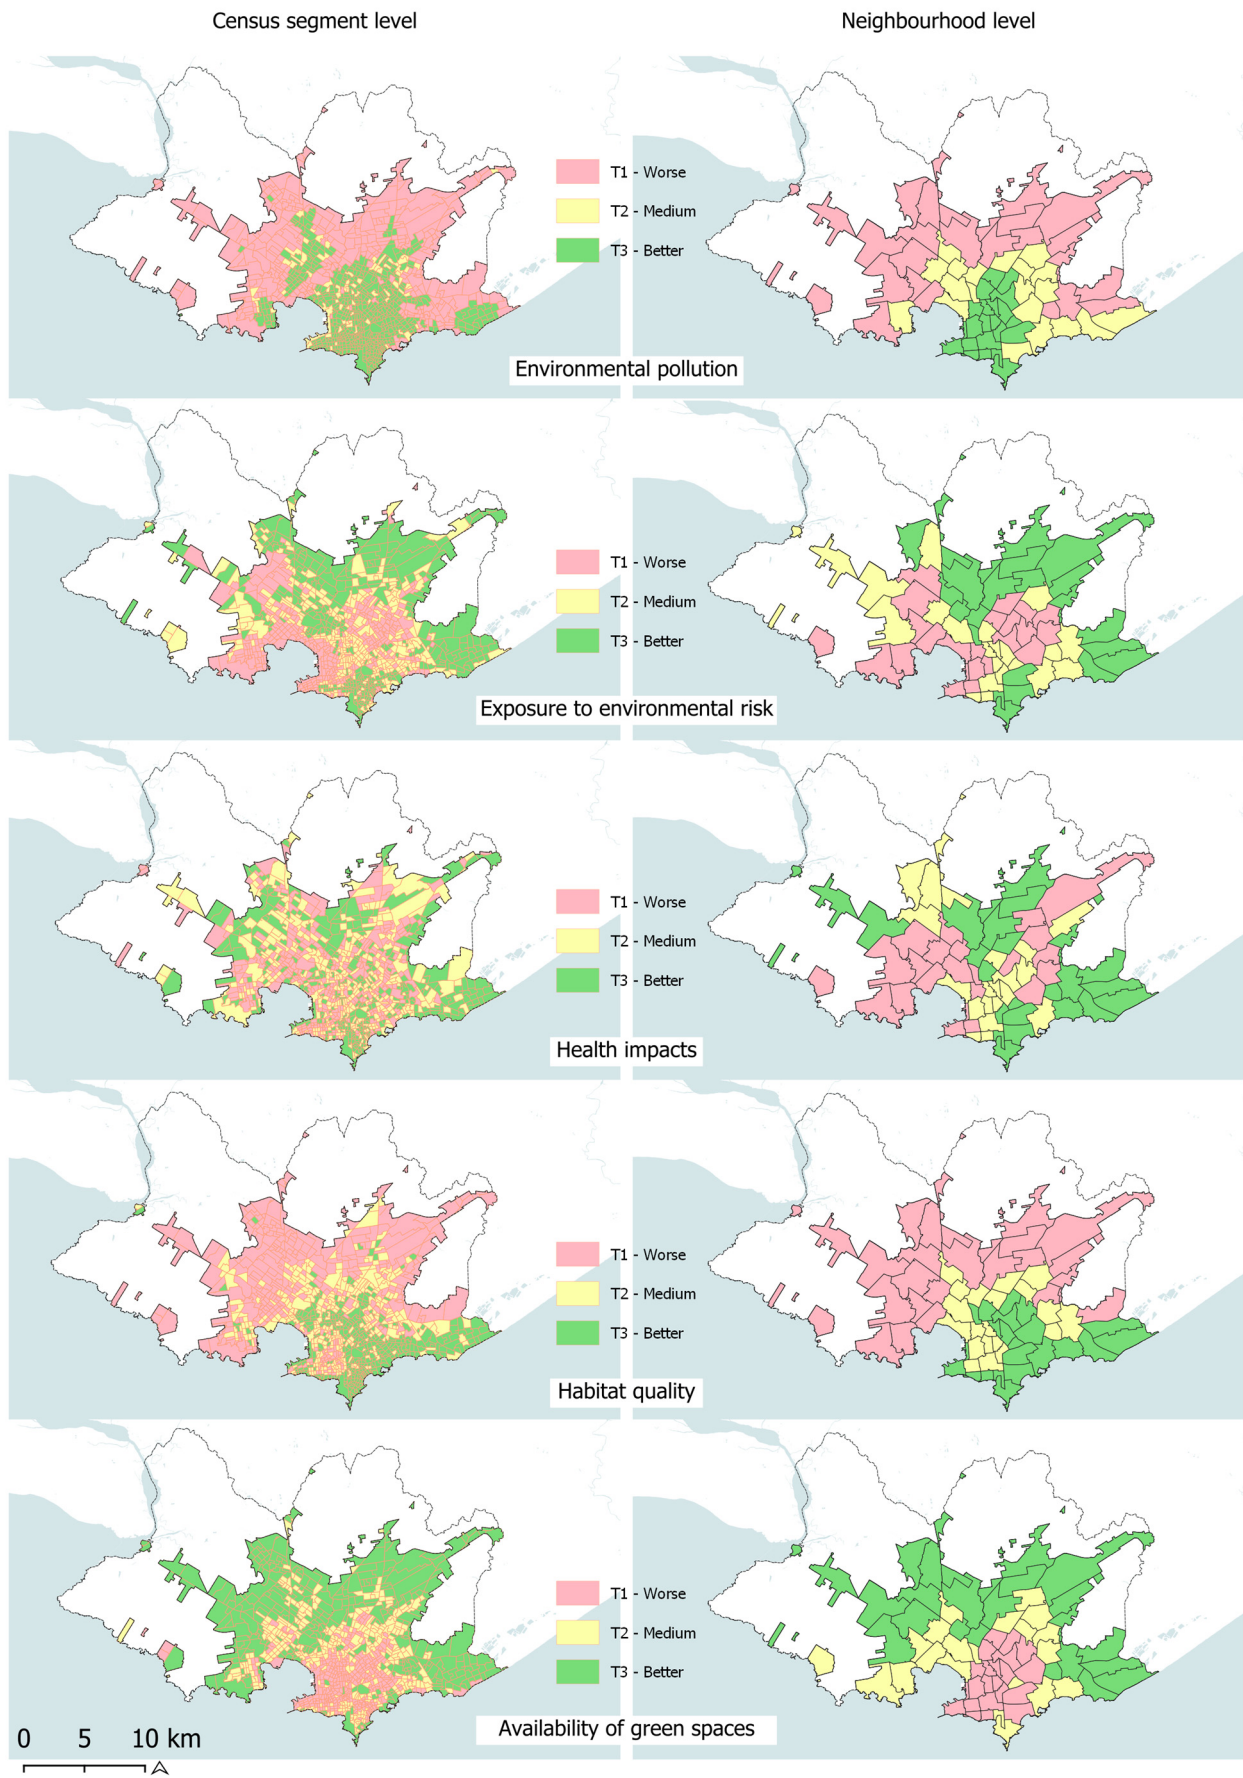 Census segment level
Neighbourhood level
T1 - Worse
T2 - Medium
T3 - Better
Environmental pollution
T1 - Worse
T2 - Medium
T3 - Better
Exposure to environmental risk
T1 - Worse
T2 - Medium
T3 - Better
Health impacts
T1 - Worse
T2 - Medium
T3 - Better
Habitat quality
T1 - Worse
T2 - Medium
T3 - Better
Availability of green spaces
0 5 10 km